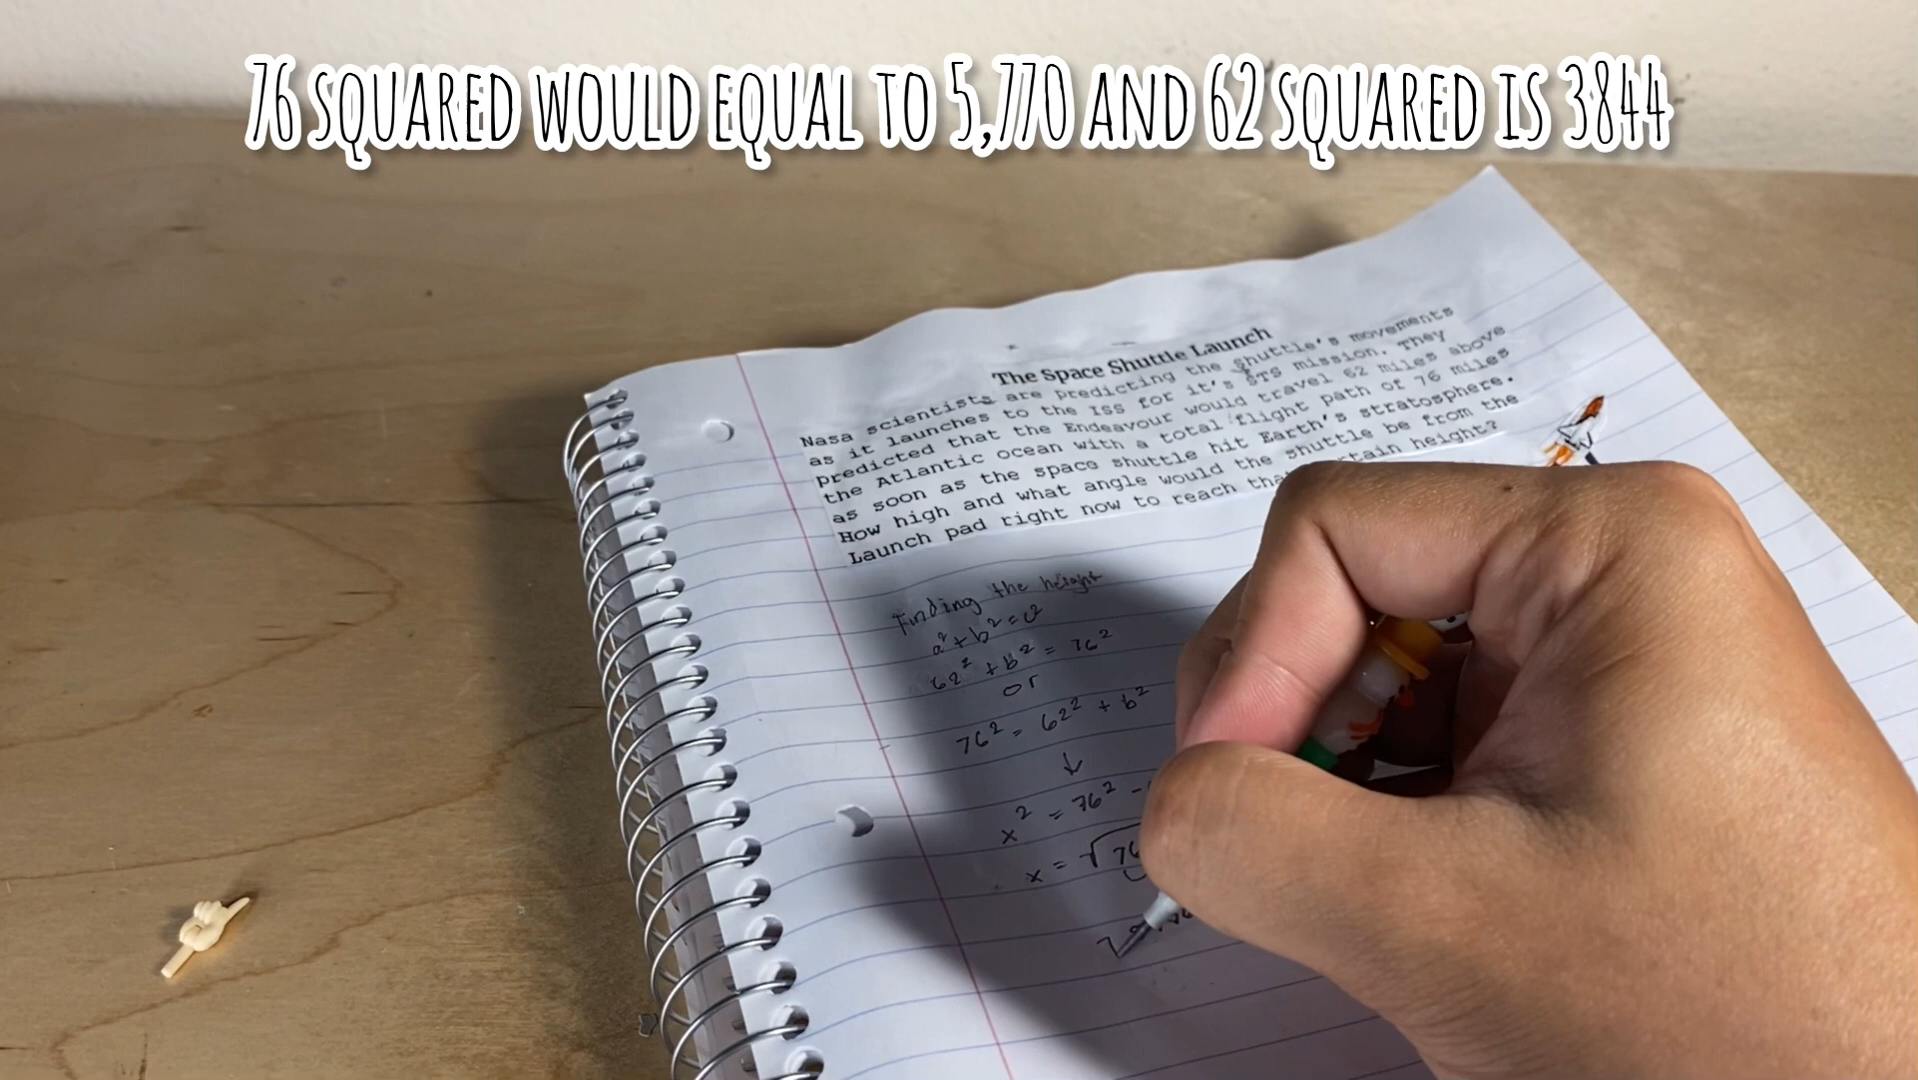 76 SQUARED WOULD EQUAL TO 5,770 AND 62 SQUARED IS 3844
The Space Shuttle Launch
Nasa scientists are predicting the shuttle's movements
as it launches to the ISS for it's STS mission. They
predicted that the Endeavour would travel 62 miles above
the Atlantic ocean with a total flight path of 76 miles
as soon as the space shuttle hit Earth's stratosphere.
How high and what angle would the shuttle be from the
Launch pad right now to reach height?
Finding the height
a² + b² = c²
62² + b² = 76²
or
76² = 62² + b²
↓
x² = 76² -
x = √76